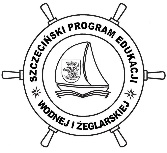 SZCZECIŃSKI PROGRAM EDUKACJI
WODNEJ I ŻEGLARSKIEJ